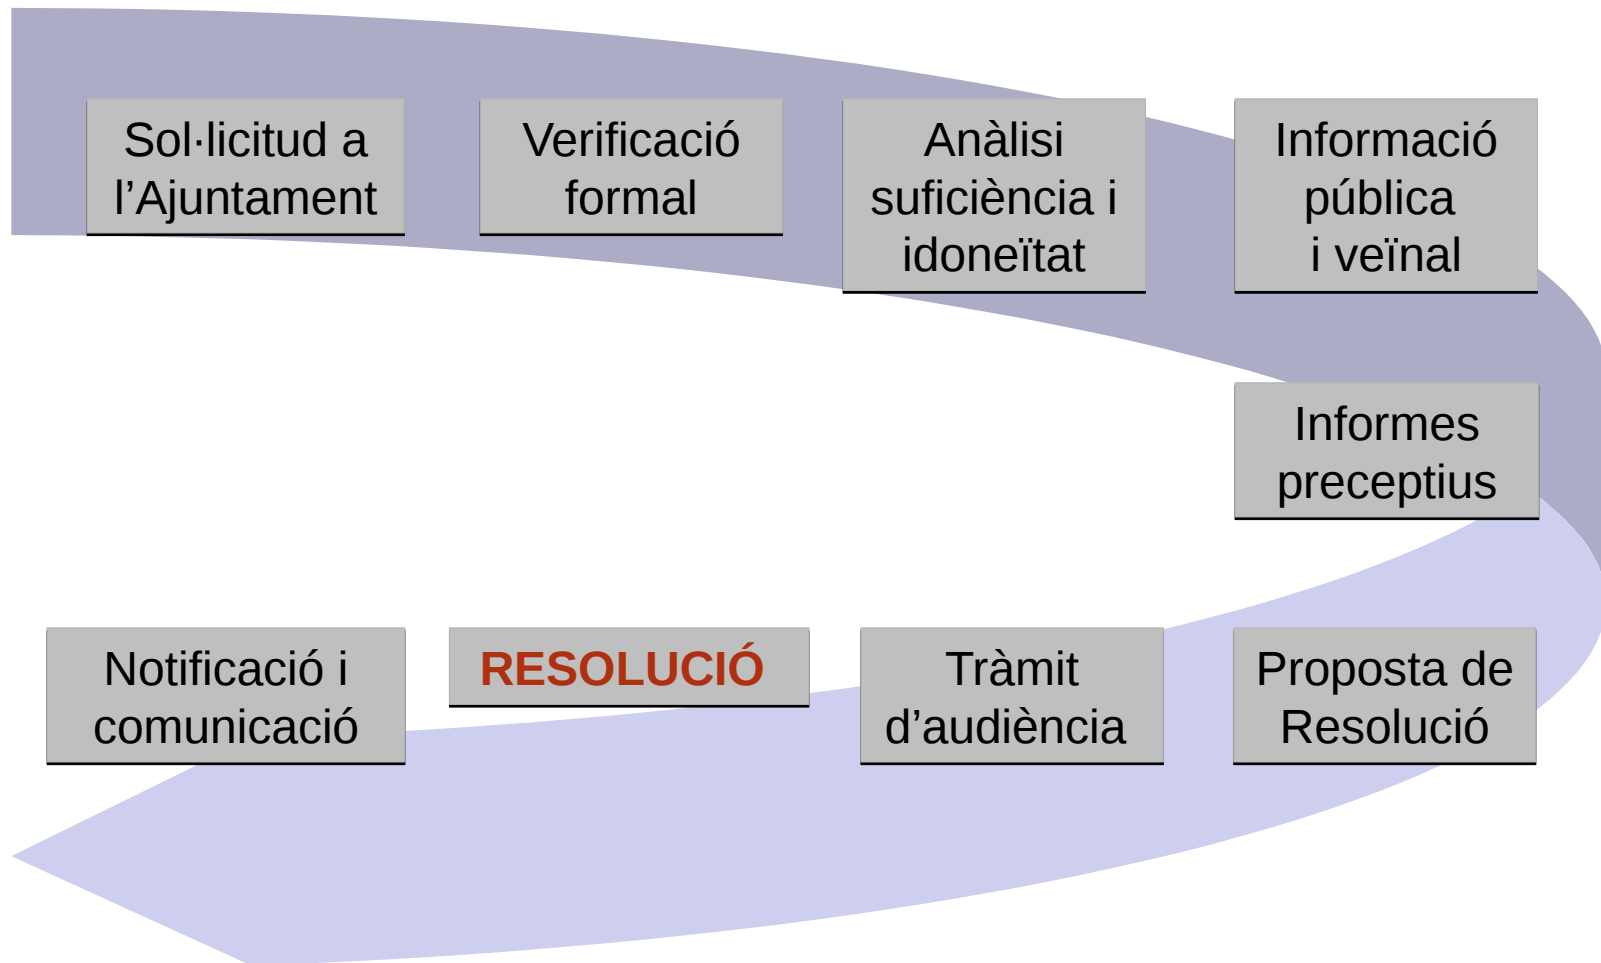 Sol·licitud a
l’Ajuntament
Verificació
formal
Anàlisi
suficiència i
idoneïtat
Informació
pública
i veïnal
Informes
preceptius
Proposta de
Resolució
Tràmit
d’audiència
RESOLUCIÓ
Notificació i
comunicació